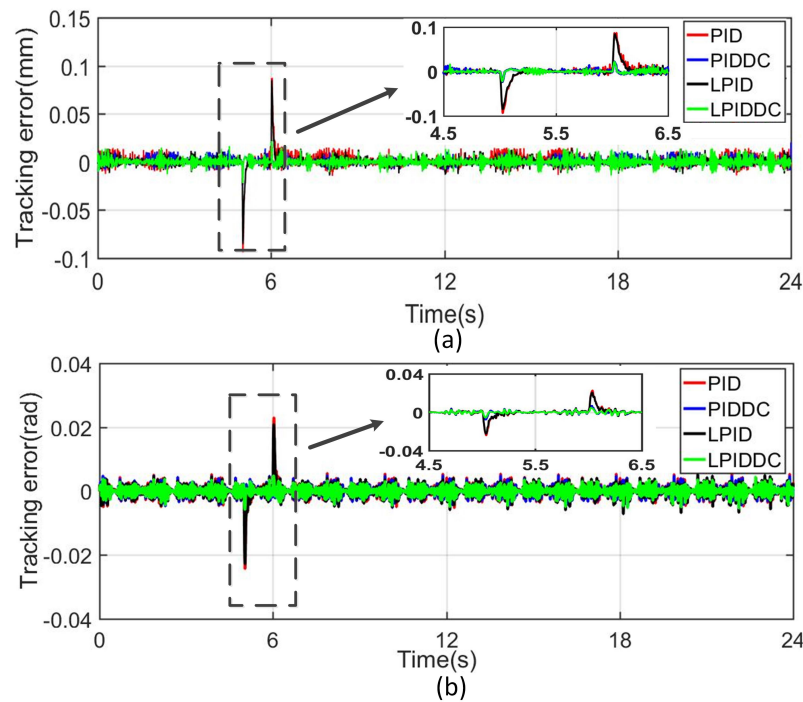 0.15
0.1
0.05
0
-0.05
-0.1
Tracking error(mm)
0.1
0
-0.1
4.5 5.5 6.5
PID
PIDDC
LPID
LPIDDC
0 6 12 18 24
Time(s)
(a)
0.04
0.02
0
-0.02
-0.04
Tracking error(rad)
0.04
0
-0.04
4.5 5.5 6.5
PID
PIDDC
LPID
LPIDDC
0 6 12 18 24
Time(s)
(b)